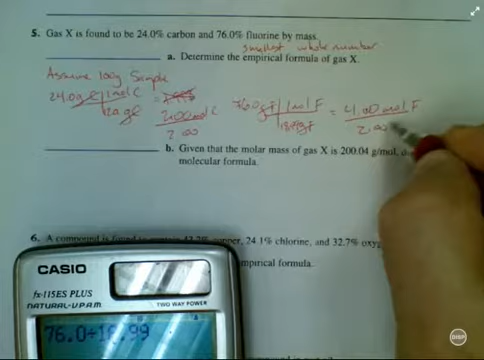 5. Gas X is found to be 24.0% carbon and 76.0% fluorine by mass.
smallest whole number
a. Determine the empirical formula of gas X.
Assume 100g Sample
24.0g C | 1 mol C = 2.00 mol C
12.0 g C 2.00
76.0 g F | 1 mol F = 4.00 mol F
18.99 g F 2.00
b. Given that the molar mass of gas X is 200.04 g/mol,
molecular formula.
6. A compound is found to 24.1% chlorine, and 32.7%
empirical formula.
CASIO
fx-115ES PLUS
NATURAL-V.P.A.M.
TWO WAY POWER
76.0÷18.99